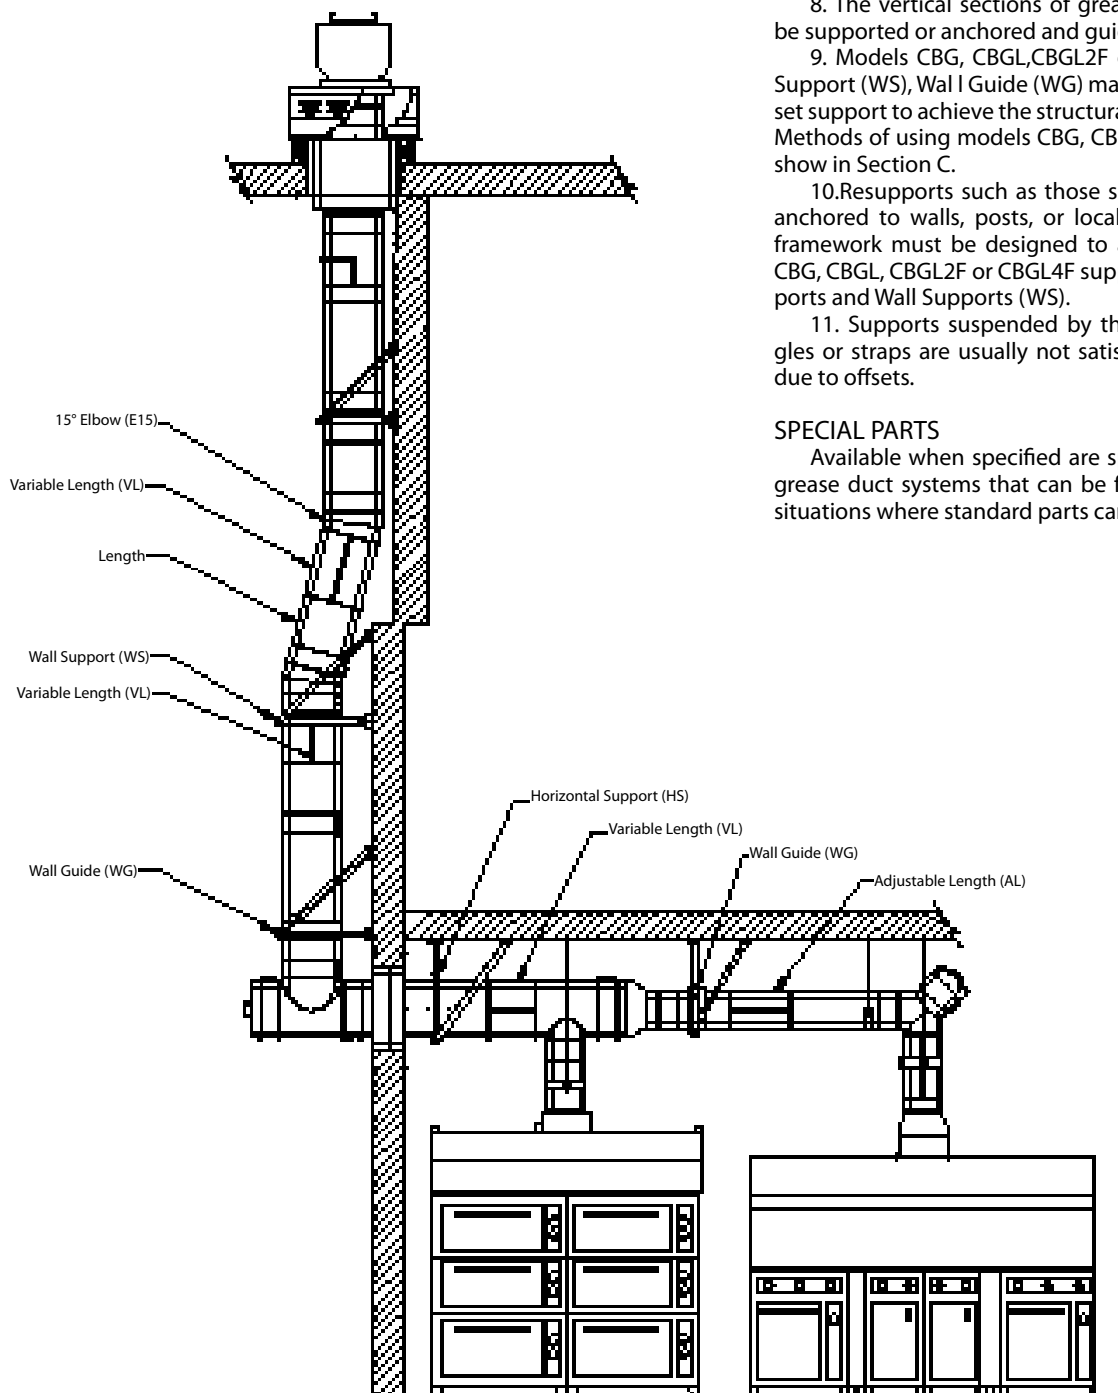 8. The vertical sections of grea
be supported or anchored and gui
9. Models CBG, CBGL,CBGL2F
Support (WS), Wal l Guide (WG) ma
set support to achieve the structura
Methods of using models CBG, CB
show in Section C.
10.Resupports such as those s
anchored to walls, posts, or local
framework must be designed to
CBG, CBGL, CBGL2F or CBGL4F sup
ports and Wall Supports (WS).
11. Supports suspended by th
gles or straps are usually not satis
due to offsets.
SPECIAL PARTS
Available when specified are s
grease duct systems that can be f
situations where standard parts ca
15° Elbow (E15)
Variable Length (VL)
Length
Wall Support (WS)
Variable Length (VL)
Horizontal Support (HS)
Variable Length (VL)
Wall Guide (WG)
Wall Guide (WG)
Adjustable Length (AL)